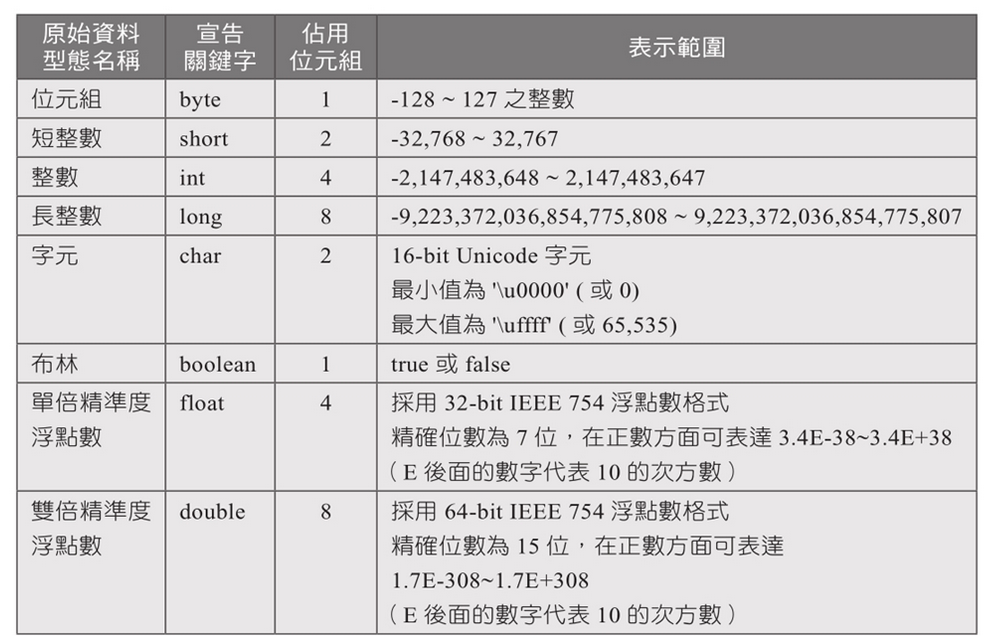 原始資料型態名稱 宣告關鍵字 佔用位元組 表示範圍
位元組 byte 1 -128 ~ 127 之整數
短整數 short 2 -32,768 ~ 32,767
整數 int 4 -2,147,483,648 ~ 2,147,483,647
長整數 long 8 -9,223,372,036,854,775,808 ~ 9,223,372,036,854,775,807
字元 char 2 16-bit Unicode 字元
最小值為 '\u0000' ( 或 0)
最大值為 '\uffff' ( 或 65,535)
布林 boolean 1 true 或 false
單倍精準度 float 4 採用 32-bit IEEE 754 浮點數格式
浮點數 精確位數為 7 位，在正數方面可表達 3.4E-38~3.4E+38
（E 後面的數字代表 10 的次方數）
雙倍精準度 double 8 採用 64-bit IEEE 754 浮點數格式
浮點數 精確位數為 15 位，在正數方面可表達
1.7E-308~1.7E+308
（E 後面的數字代表 10 的次方數）